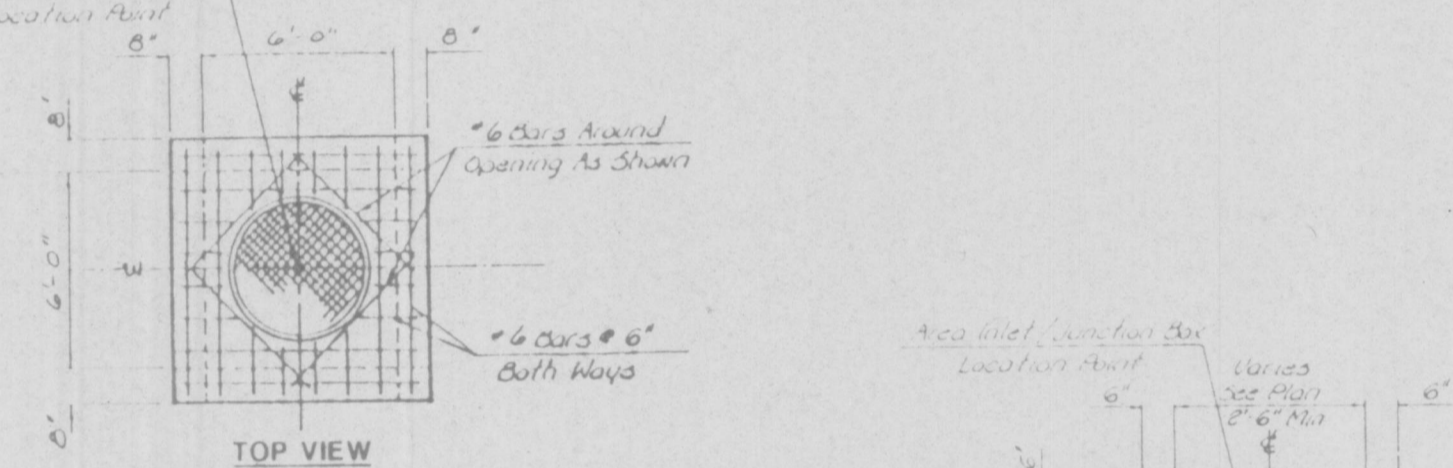 Location Point
8" 6'-0" 8"
8"
#6 Bars Around
Opening As Shown
6'-0"
#6 Bars @ 6"
Both Ways
8"
TOP VIEW
Area Inlet / Junction Box
Location Point
Varies
See Plan
6" 2'-6" Min 6"
6"